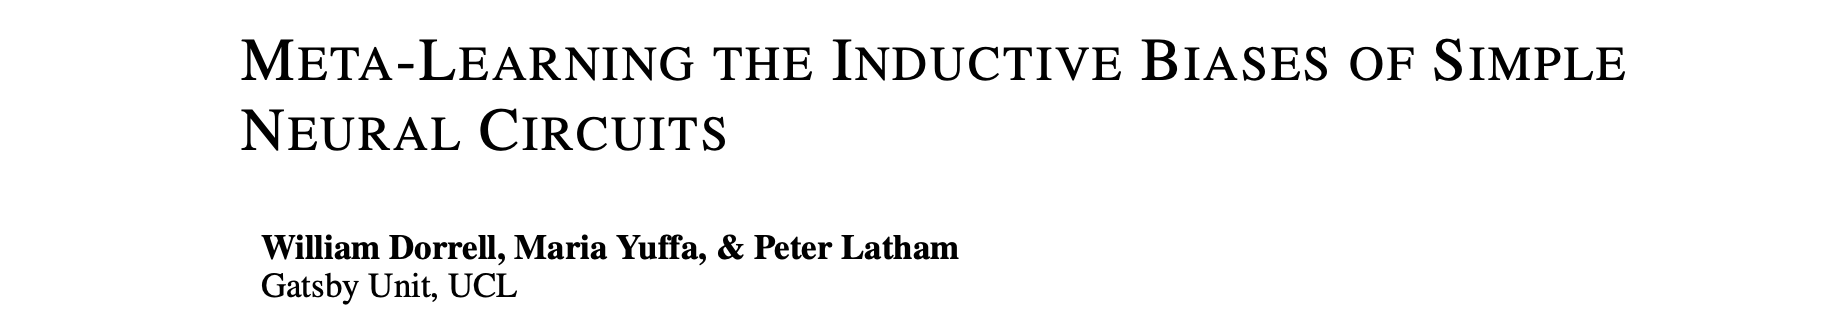 META-LEARNING THE INDUCTIVE BIASES OF SIMPLE
NEURAL CIRCUITS
William Dorrell, Maria Yuffa, & Peter Latham
Gatsby Unit, UCL